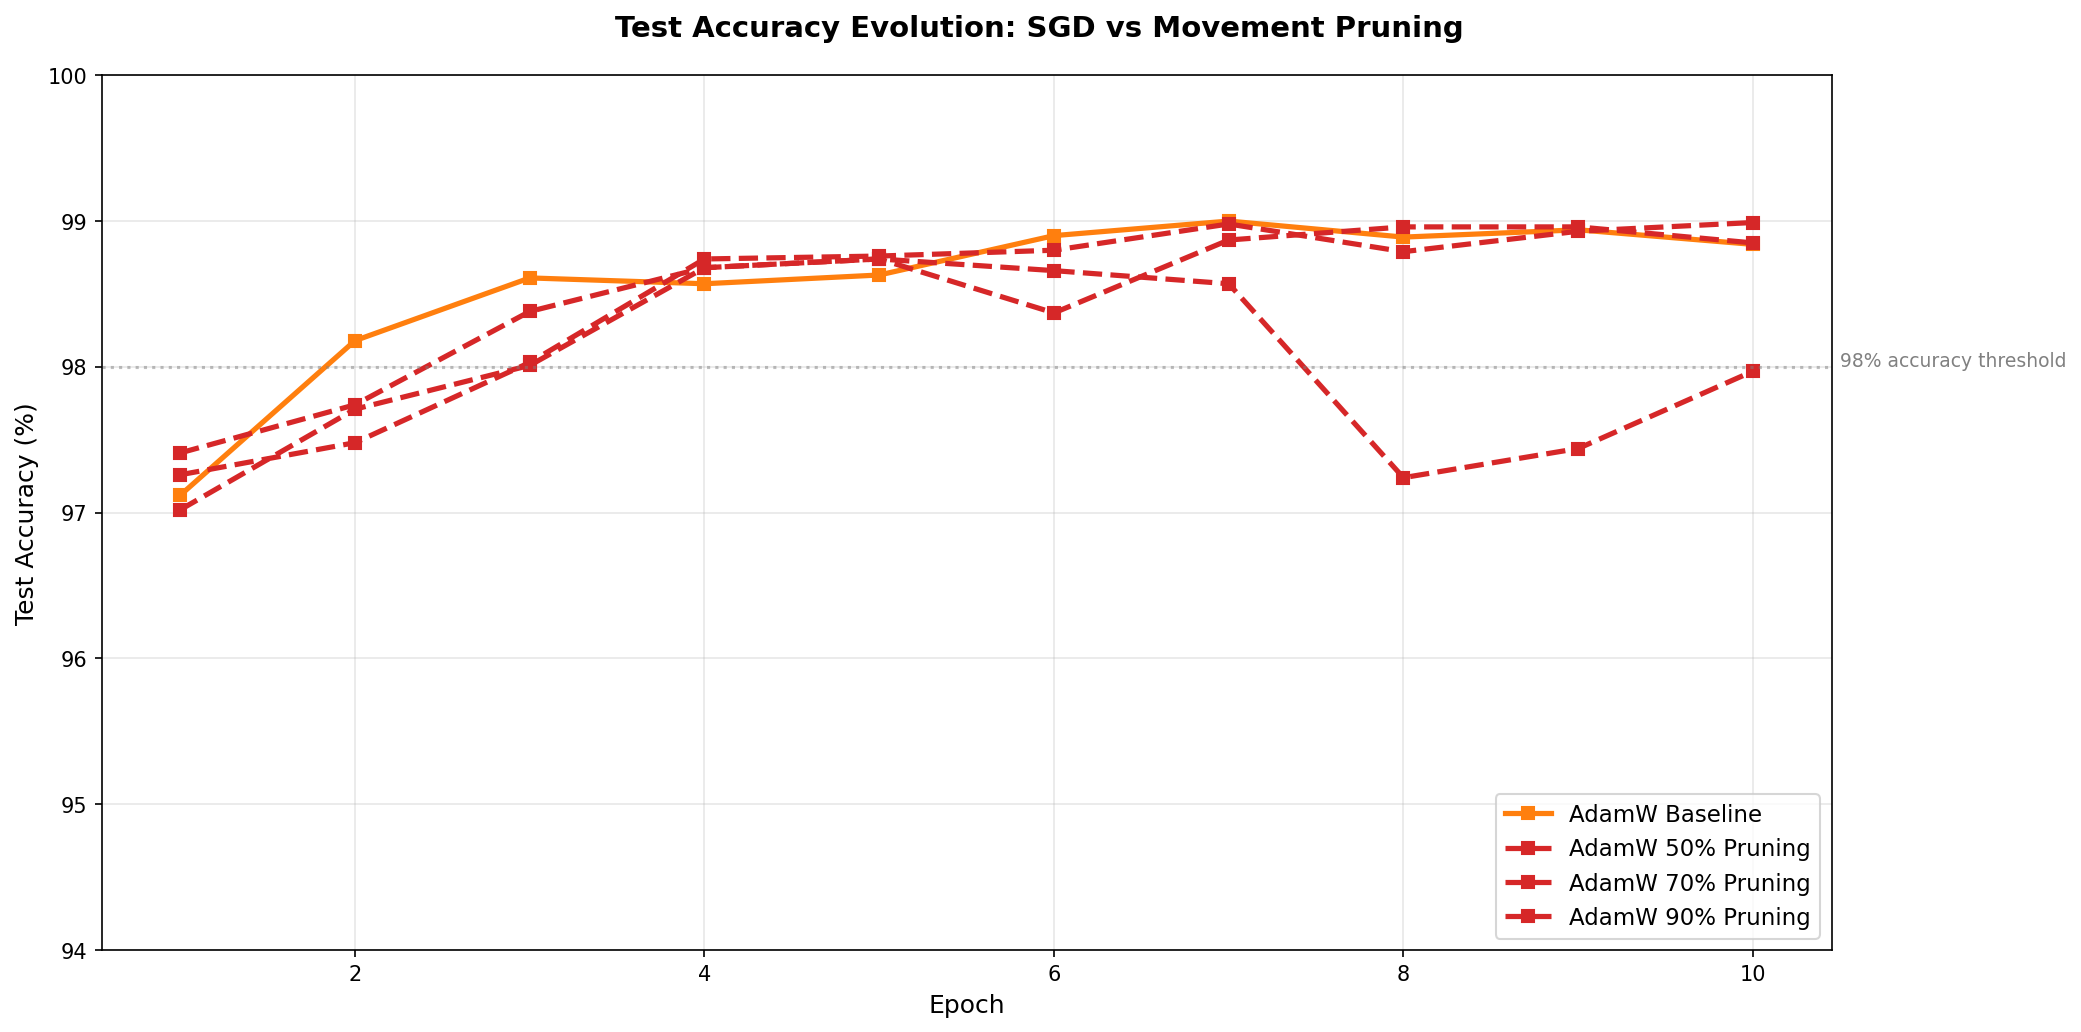 Test Accuracy Evolution: SGD vs Movement Pruning
Test Accuracy (%)
100
99
98
97
96
95
94
98% accuracy threshold
AdamW Baseline
AdamW 50% Pruning
AdamW 70% Pruning
AdamW 90% Pruning
2
4
6
8
10
Epoch